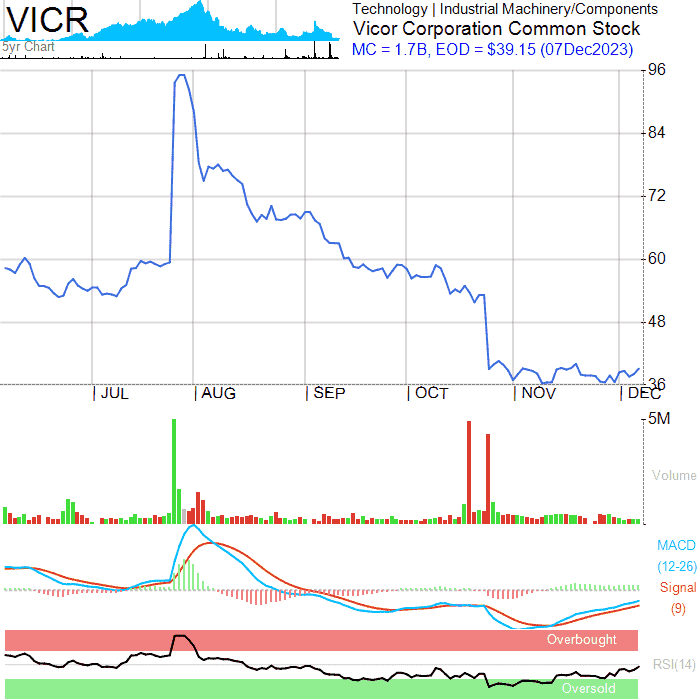 VICR
5yr Chart
Technology | Industrial Machinery/Components
Vicor Corporation Common Stock
MC = 1.7B, EOD = $39.15 (07Dec2023)
96
84
72
60
48
36
JUL AUG SEP OCT NOV DEC
5M
Volume
MACD
(12-26)
Signal
(9)
Overbought
RSI(14)
Oversold